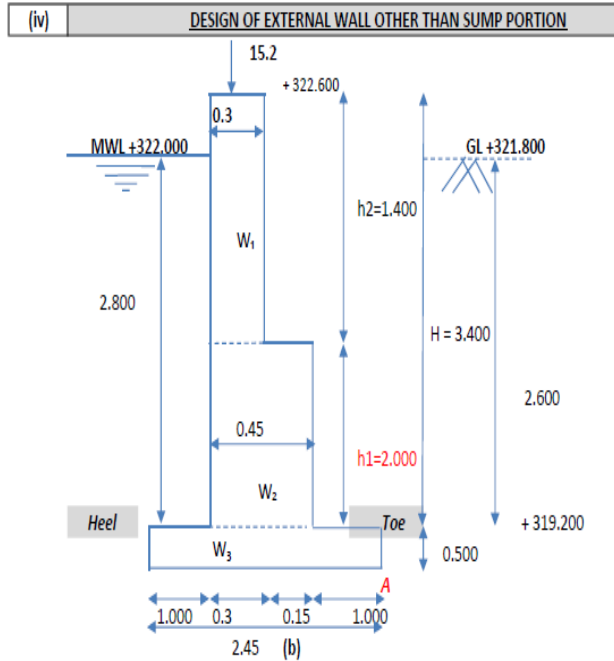 (iv) DESIGN OF EXTERNAL WALL OTHER THAN SUMP PORTION
15.2
+ 322.600
0.3
MWL +322.000
GL +321.800
h2=1.400
W₁
2.800
H = 3.400
2.600
0.45
h1=2.000
W₂
Heel
Toe
+ 319.200
W₃
0.500
A
1.000 0.3 0.15 1.000
2.45 (b)